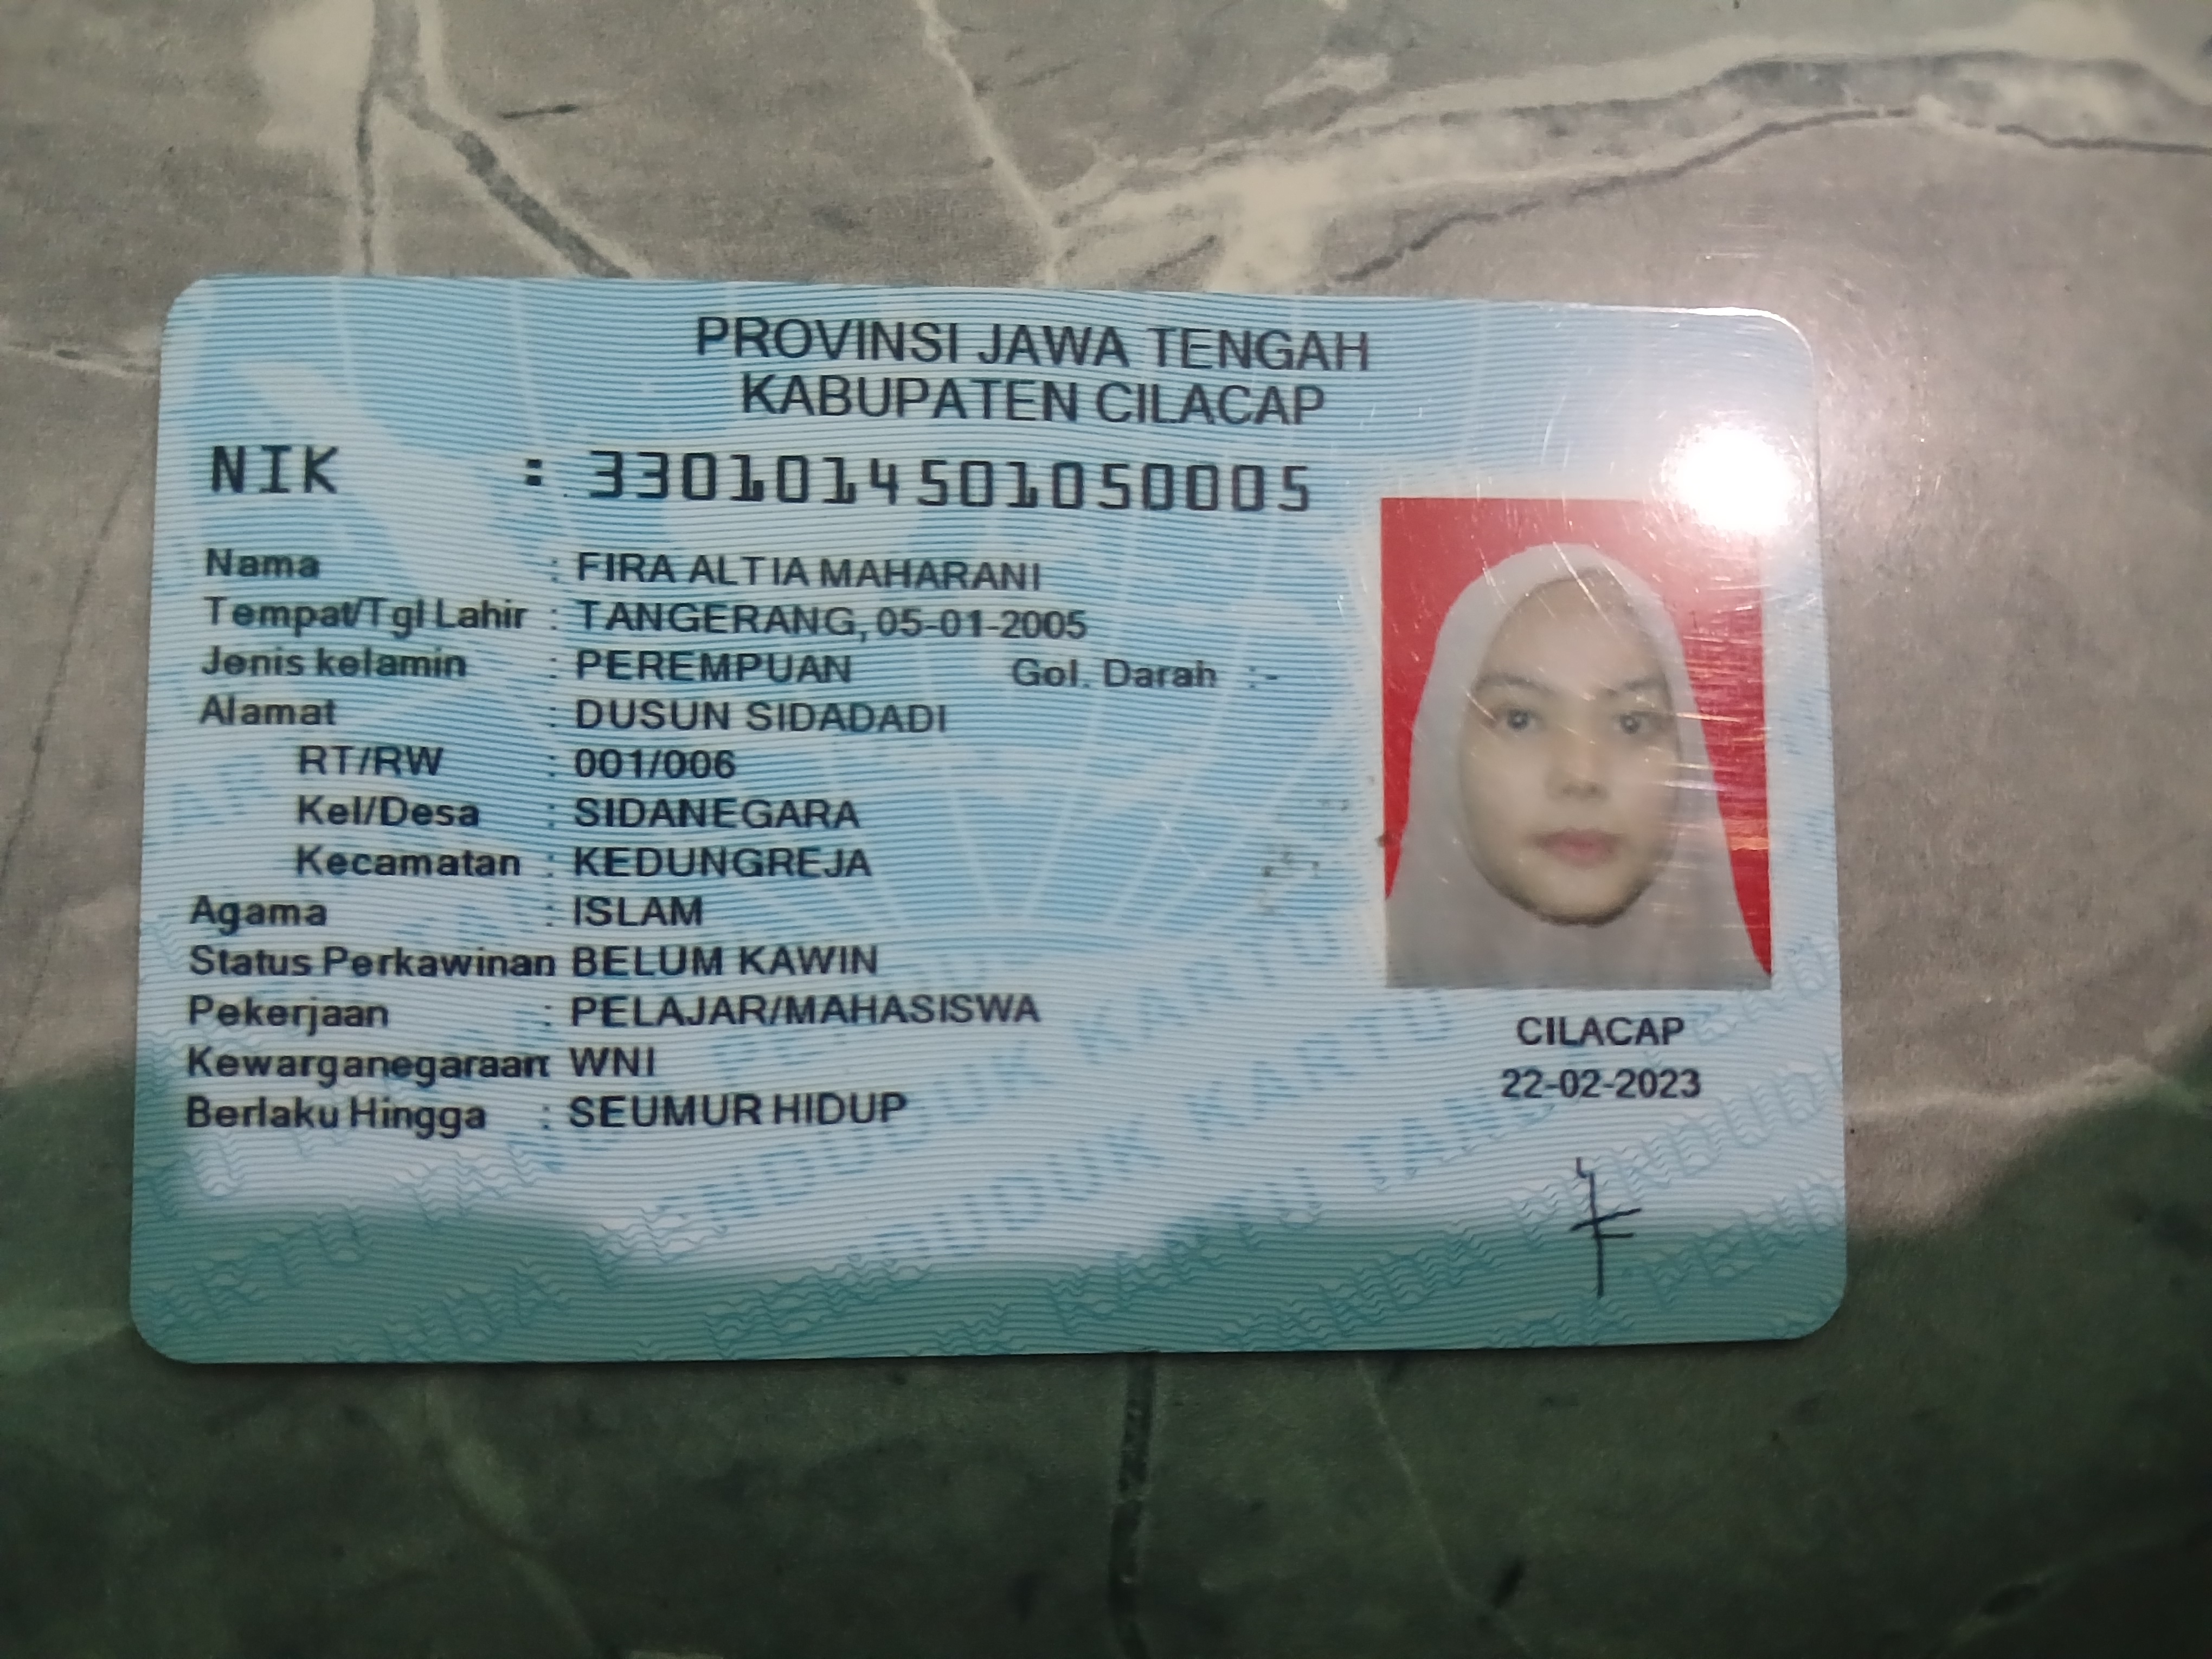 PROVINSI JAWA TENGAH
KABUPATEN CILACAP
NIK : 3301014501050005
Nama : FIRA ALTIA MAHARANI
Tempat/Tgl Lahir : TANGERANG, 05-01-2005
Jenis kelamin : PEREMPUAN Gol. Darah : -
Alamat : DUSUN SIDADADI
RT/RW : 001/006
Kel/Desa : SIDANEGARA
Kecamatan : KEDUNGREJA
Agama : ISLAM
Status Perkawinan BELUM KAWIN
Pekerjaan : PELAJAR/MAHASISWA
Kewarganegaraan WNI
Berlaku Hingga : SEUMUR HIDUP
CILACAP
22-02-2023